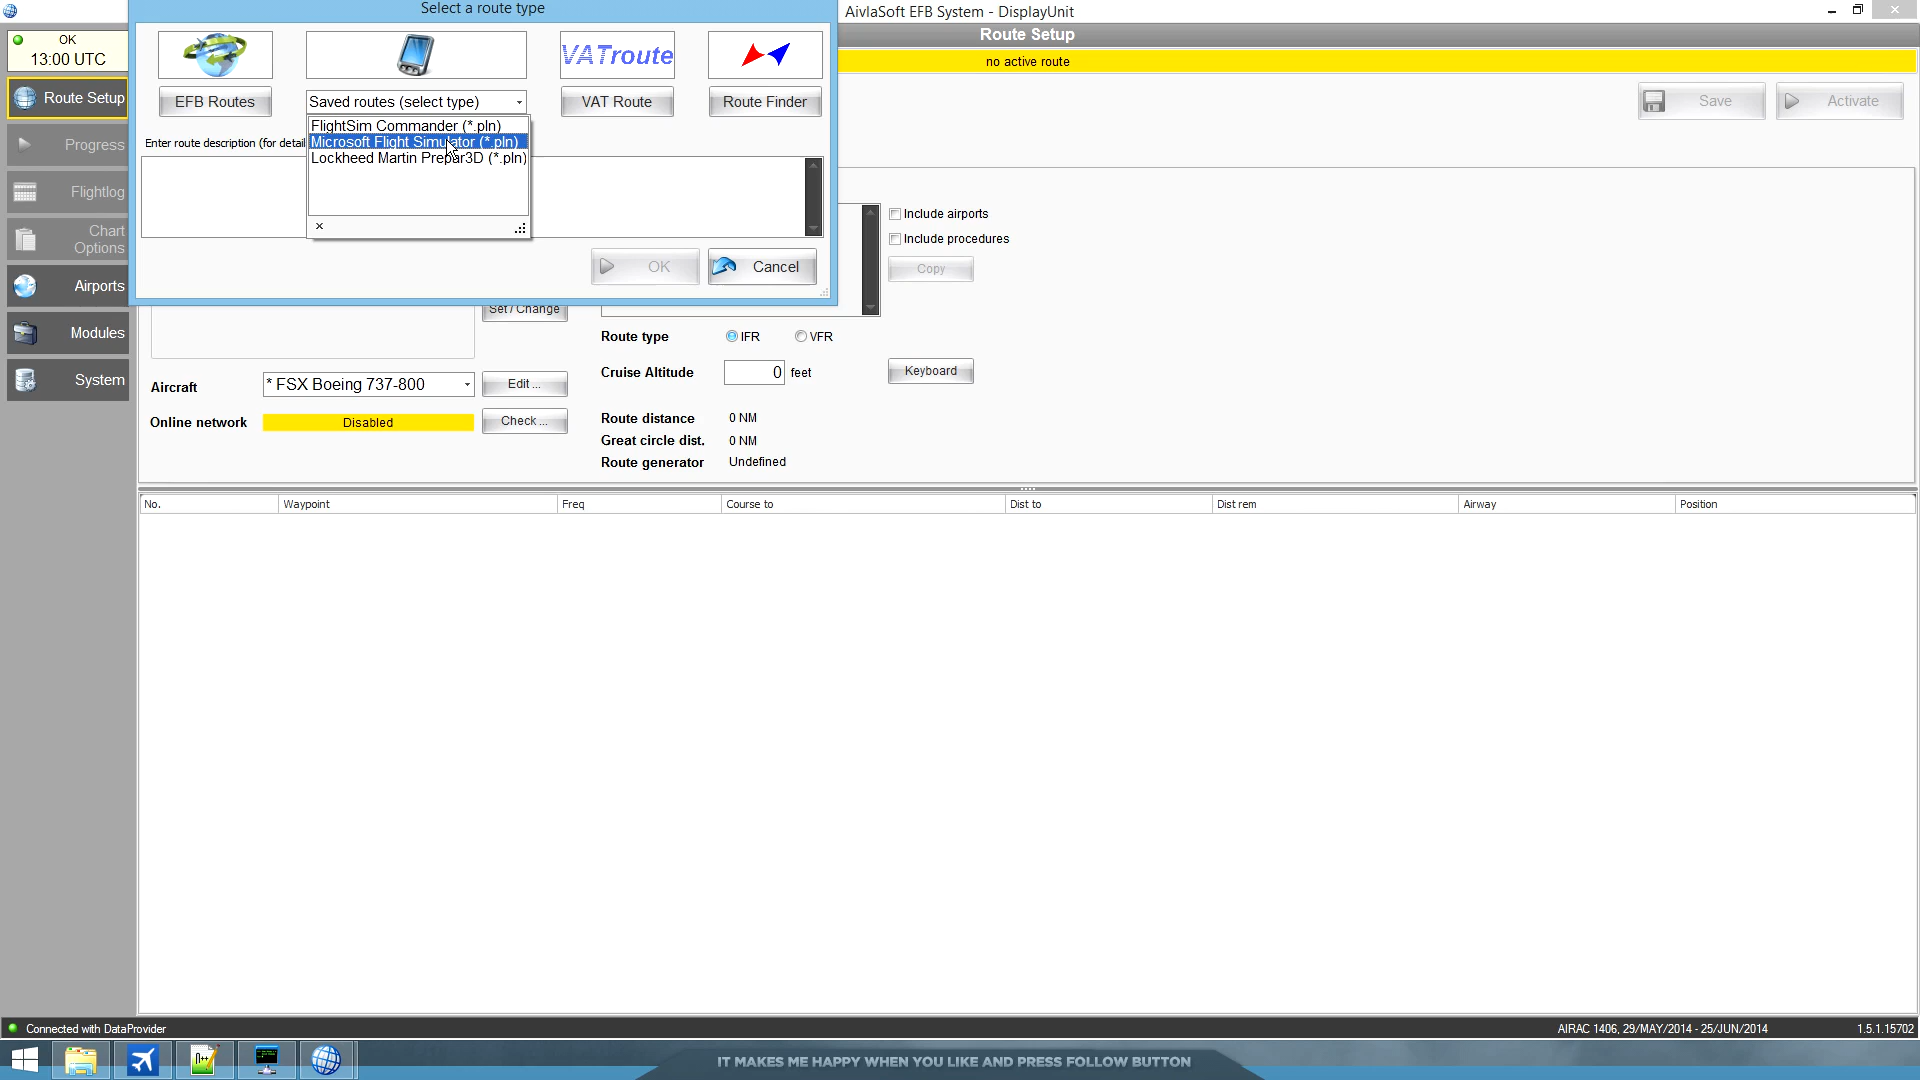 Select a route type
AivlaSoft EFB System - DisplayUnit
OK
13:00 UTC
Route Setup
no active route
VATroute
EFB Routes
Saved routes (select type)
VAT Route
Route Finder
Save
Activate
Route Setup
FlightSim Commander (*.pln)
Microsoft Flight Simulator (*.pln)
Lockheed Martin Prepar3D (*.pln)
Enter route description (for detail
Progress
Flightlog
Chart
Options
Airports
Modules
System
OK
Cancel
Include airports
Include procedures
Copy
Set / Change
Route type
IFR
VFR
Cruise Altitude
0 feet
Keyboard
Aircraft
* FSX Boeing 737-800
Edit ...
Online network
Disabled
Check ...
Route distance
0 NM
Great circle dist.
0 NM
Route generator
Undefined
No.
Waypoint
Freq
Course to
Dist to
Dist rem
Airway
Position
Connected with DataProvider
AIRAC 1406, 29/MAY/2014 - 25/JUN/2014
1.5.1.15702
IT MAKES ME HAPPY WHEN YOU LIKE AND PRESS FOLLOW BUTTON